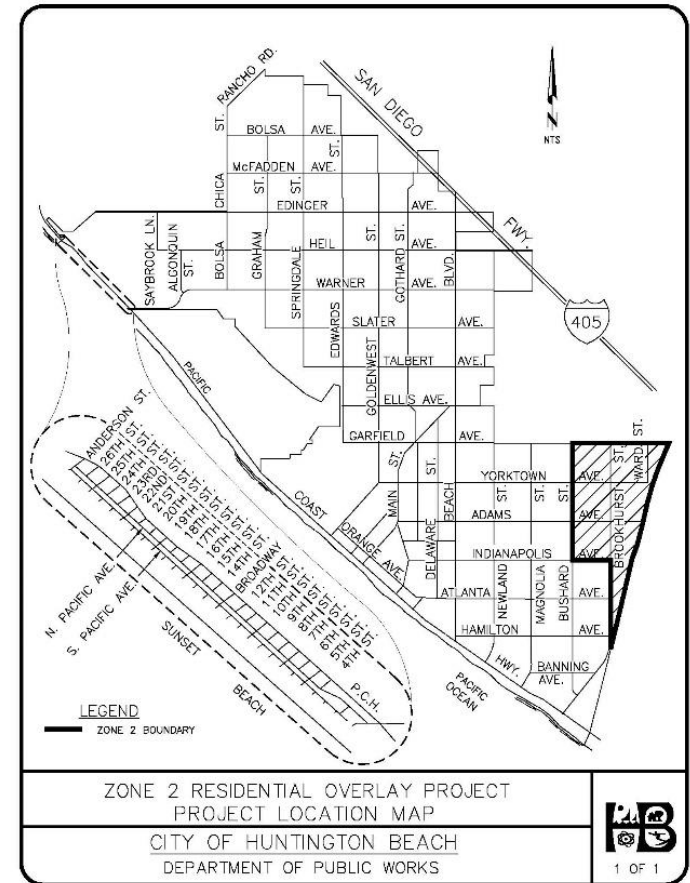 RANCHO RD.
SAN DIEGO
FWY.
405
N
NTS
BOLSA AVE.
McFADDEN AVE.
EDINGER AVE.
HEIL AVE.
WARNER AVE.
SLATER AVE.
TALBERT AVE.
ELLIS AVE.
GARFIELD AVE.
YORKTOWN AVE.
ADAMS AVE.
INDIANAPOLIS AVE.
ATLANTA AVE.
HAMILTON AVE.
BANNING AVE.
SAYBROOK LN.
ALGONQUIN ST.
BOLSA CHICA ST.
GRAHAM ST.
SPRINGDALE ST.
EDWARDS ST.
GOLDENWEST ST.
GOTHARD ST.
BEACH BLVD.
MAIN ST.
DELAWARE ST.
NEWLAND ST.
MAGNOLIA ST.
BUSHARD ST.
BROOKHURST ST.
WARD ST.
ORANGE AVE.
PACIFIC COAST HWY.
PACIFIC OCEAN
ANDERSON ST.
26TH ST.
25TH ST.
24TH ST.
23RD ST.
22ND ST.
21ST ST.
20TH ST.
19TH ST.
18TH ST.
17TH ST.
16TH ST.
15TH ST.
14TH ST.
BROADWAY
12TH ST.
11TH ST.
10TH ST.
9TH ST.
8TH ST.
7TH ST.
6TH ST.
5TH ST.
4TH ST.
N. PACIFIC AVE.
S. PACIFIC AVE.
SUNSET BEACH
P.C.H.
LEGEND
ZONE 2 BOUNDARY
ZONE 2 RESIDENTIAL OVERLAY PROJECT
PROJECT LOCATION MAP
CITY OF HUNTINGTON BEACH
DEPARTMENT OF PUBLIC WORKS
HB
1 OF 1